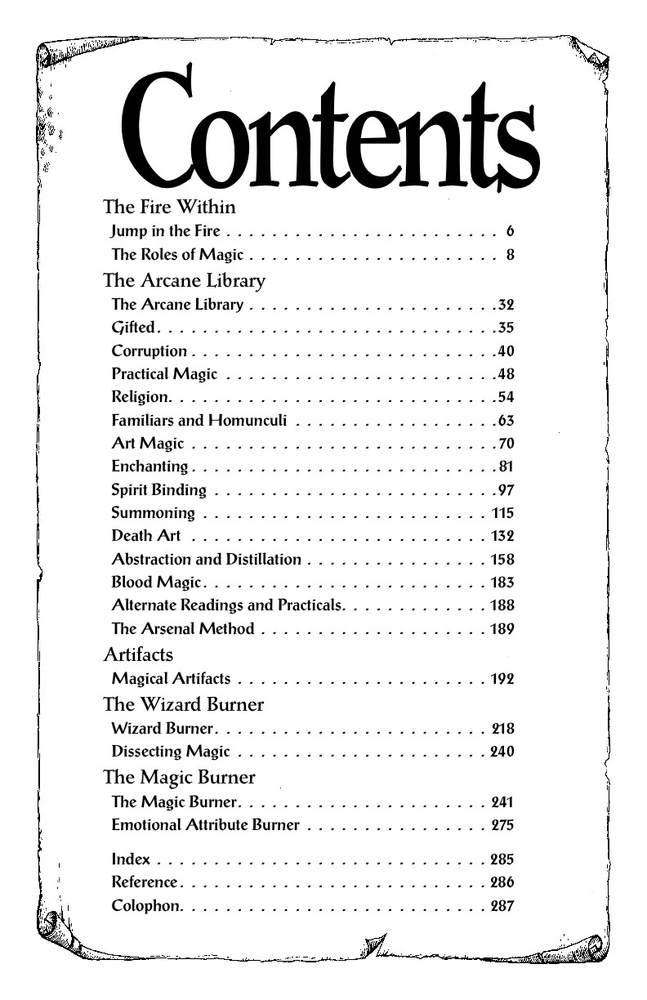 Contents
The Fire Within
Jump in the Fire . . . . . . . . . . . . . . . . . . . . . . . . 6
The Roles of Magic . . . . . . . . . . . . . . . . . . . . . . 8
The Arcane Library
The Arcane Library . . . . . . . . . . . . . . . . . . . . . .32
Gifted. . . . . . . . . . . . . . . . . . . . . . . . . . . . . .35
Corruption . . . . . . . . . . . . . . . . . . . . . . . . . . .40
Practical Magic . . . . . . . . . . . . . . . . . . . . . . . .48
Religion. . . . . . . . . . . . . . . . . . . . . . . . . . . . .54
Familiars and Homunculi . . . . . . . . . . . . . . . . . .63
Art Magic . . . . . . . . . . . . . . . . . . . . . . . . . . .70
Enchanting . . . . . . . . . . . . . . . . . . . . . . . . . . .81
Spirit Binding . . . . . . . . . . . . . . . . . . . . . . . . .97
Summoning . . . . . . . . . . . . . . . . . . . . . . . . . 115
Death Art . . . . . . . . . . . . . . . . . . . . . . . . . . 132
Abstraction and Distillation . . . . . . . . . . . . . . . . 158
Blood Magic. . . . . . . . . . . . . . . . . . . . . . . . . 183
Alternate Readings and Practicals. . . . . . . . . . . . . 188
The Arsenal Method . . . . . . . . . . . . . . . . . . . . 189
Artifacts
Magical Artifacts . . . . . . . . . . . . . . . . . . . . . . 192
The Wizard Burner
Wizard Burner. . . . . . . . . . . . . . . . . . . . . . . . 218
Dissecting Magic . . . . . . . . . . . . . . . . . . . . . . 240
The Magic Burner
The Magic Burner. . . . . . . . . . . . . . . . . . . . . . 241
Emotional Attribute Burner . . . . . . . . . . . . . . . . 275
Index . . . . . . . . . . . . . . . . . . . . . . . . . . . . . 285
Reference. . . . . . . . . . . . . . . . . . . . . . . . . . . 286
Colophon. . . . . . . . . . . . . . . . . . . . . . . . . . . 287